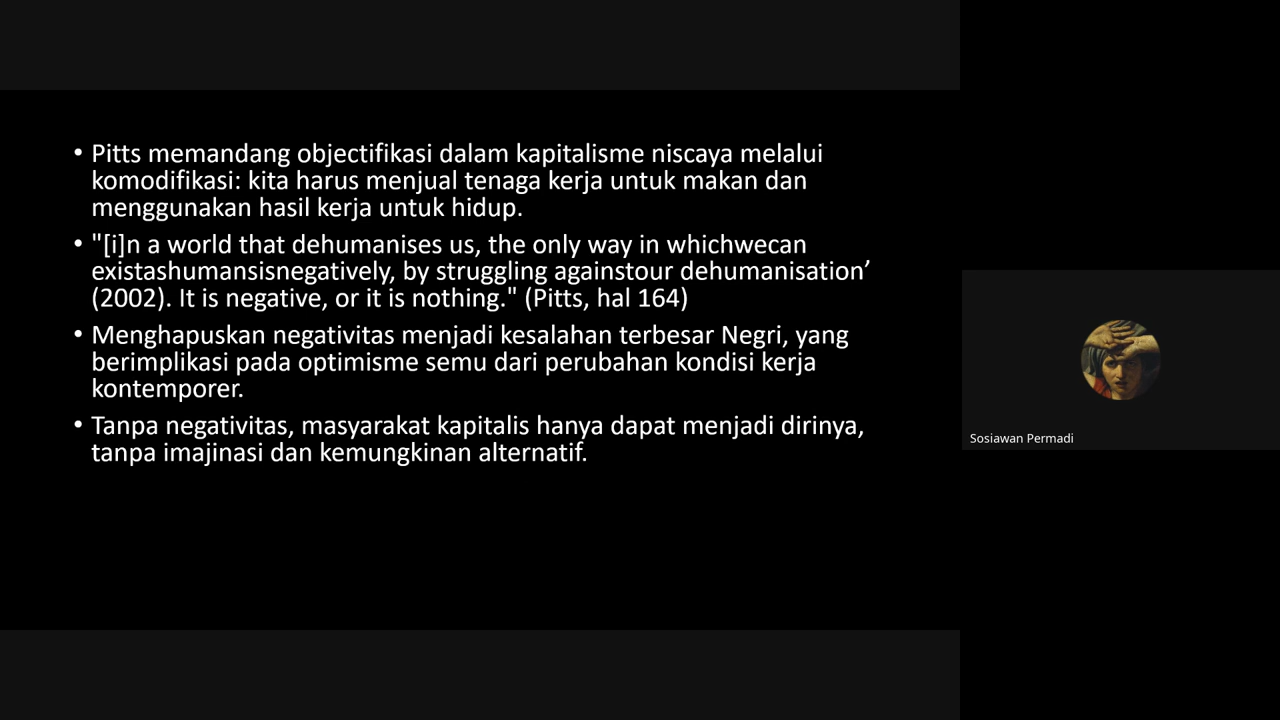 • Pitts memandang objectifikasi dalam kapitalisme niscaya melalui
komodifikasi: kita harus menjual tenaga kerja untuk makan dan
menggunakan hasil kerja untuk hidup.
• "[i]n a world that dehumanises us, the only way in whichwecan
existashumansisnegatively, by struggling againstour dehumanisation’
(2002). It is negative, or it is nothing." (Pitts, hal 164)
• Menghapuskan negativitas menjadi kesalahan terbesar Negri, yang
berimplikasi pada optimisme semu dari perubahan kondisi kerja
kontemporer.
• Tanpa negativitas, masyarakat kapitalis hanya dapat menjadi dirinya,
tanpa imajinasi dan kemungkinan alternatif.
Sosiawan Permadi